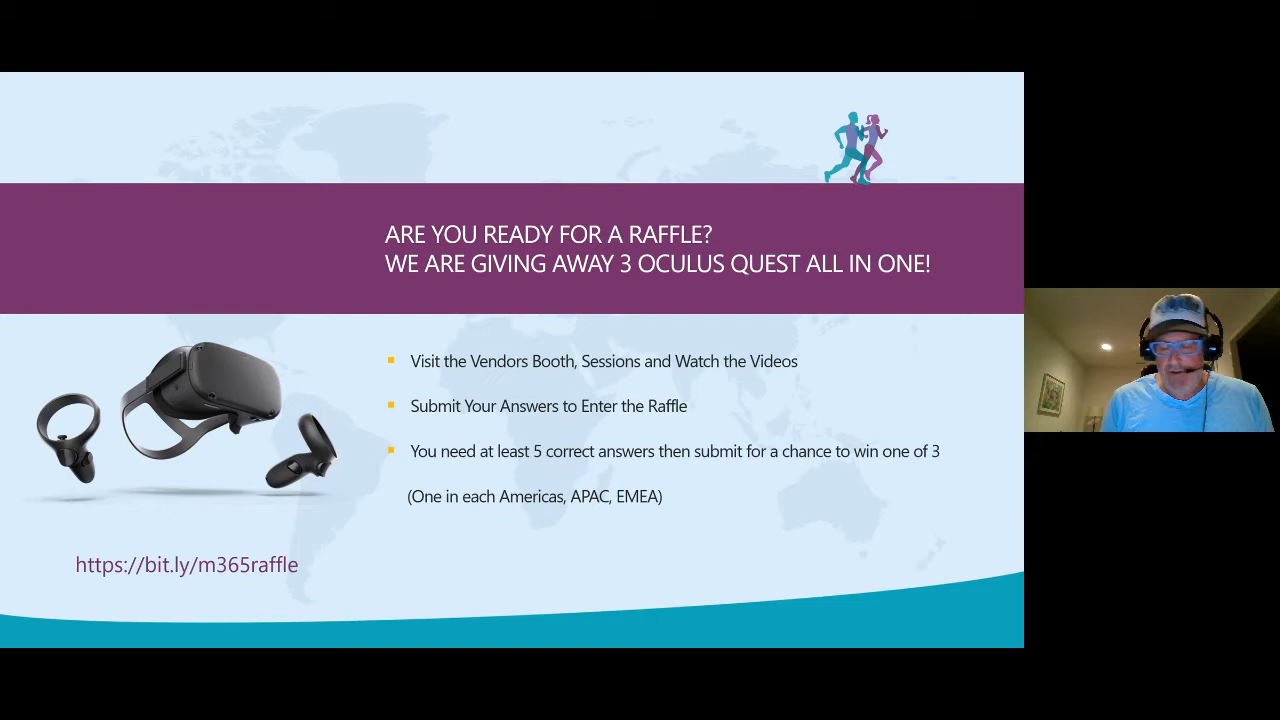 ARE YOU READY FOR A RAFFLE?
WE ARE GIVING AWAY 3 OCULUS QUEST ALL IN ONE!
Visit the Vendors Booth, Sessions and Watch the Videos
Submit Your Answers to Enter the Raffle
You need at least 5 correct answers then submit for a chance to win one of 3
(One in each Americas, APAC, EMEA)
https://bit.ly/m365raffle